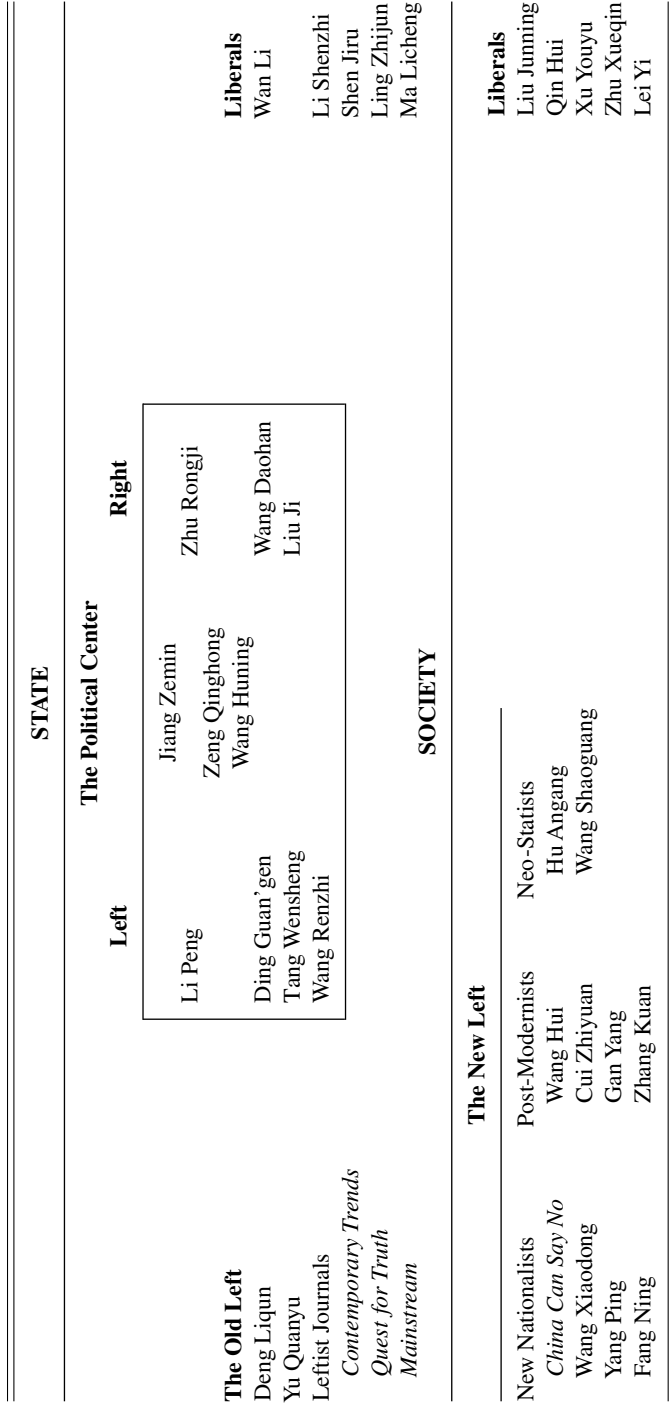 STATE
The Political Center
Left
Right
Li Peng
Jiang Zemin
Zhu Rongji
Zeng Qinghong
Wang Huning
The Old Left
Deng Liqun
Yu Quanyu
Leftist Journals
Contemporary Trends
Quest for Truth
Mainstream
Ding Guan'gen
Tang Wensheng
Wang Renzhi
Wang Daohan
Liu Ji
Liberals
Wan Li
Li Shenzhi
Shen Jiru
Ling Zhijun
Ma Licheng
SOCIETY
The New Left
New Nationalists
China Can Say No
Wang Xiaodong
Yang Ping
Fang Ning
Post-Modernists
Wang Hui
Cui Zhiyuan
Gan Yang
Zhang Kuan
Neo-Statists
Hu Angang
Wang Shaoguang
Liberals
Liu Junning
Qin Hui
Xu Youyu
Zhu Xueqin
Lei Yi